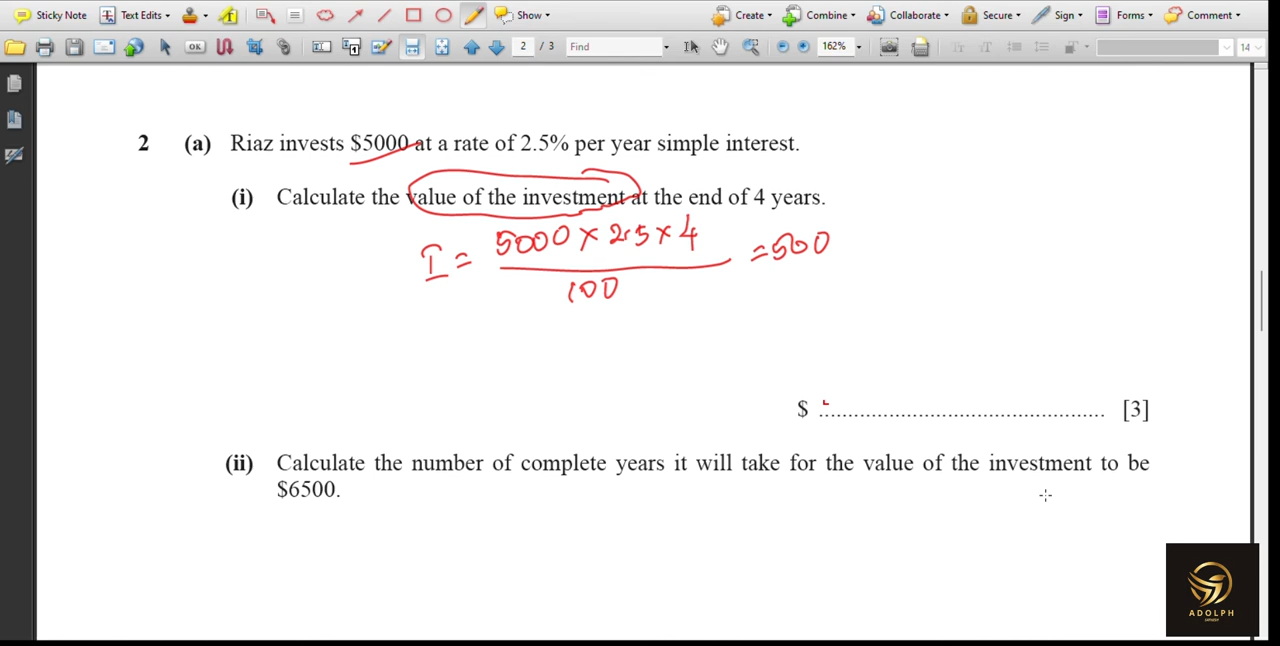 Sticky Note Text Edits Show Create Combine Collaborate Secure Sign Forms Comment
OK 2 / 3 Find 162% 14
2 (a) Riaz invests $5000 at a rate of 2.5% per year simple interest.
(i) Calculate the value of the investment at the end of 4 years.
I = 5000 × 2.5 × 4 = 500
100
$ ................................................ [3]
(ii) Calculate the number of complete years it will take for the value of the investment to be
$6500.
ADOLPH